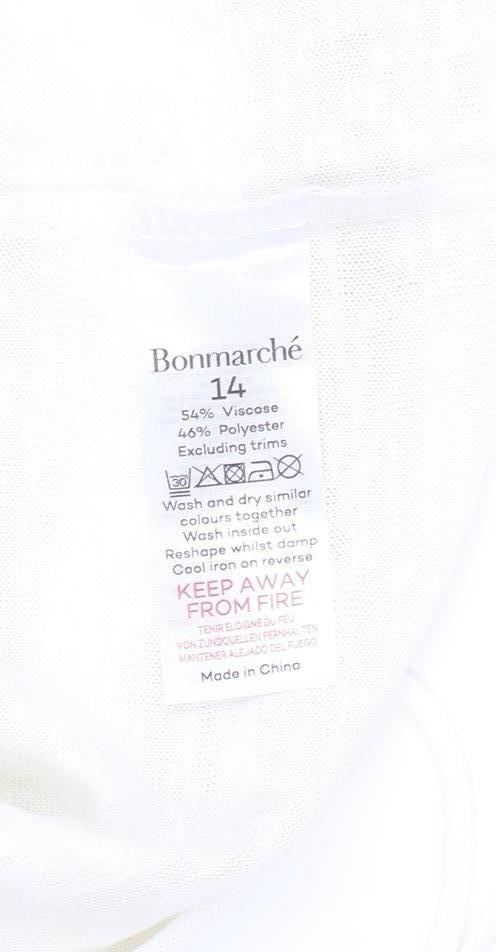 Bonmarché
14
54% Viscose
46% Polyester
Excluding trims
30
Wash and dry similar
colours together
Wash inside out
Reshape whilst damp
Cool iron on reverse
KEEP AWAY
FROM FIRE
TENIR ELOIGNE DU FEU
VON ZUNDQUELLEN FERNHALTEN
MANTENER ALEJADO DEL FUEGO
Made in China